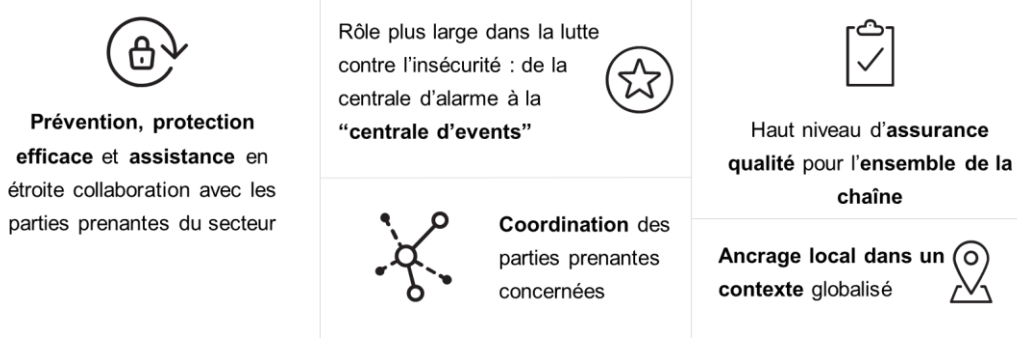 Prévention, protection
efficace et assistance en
étroite collaboration avec les
parties prenantes du secteur
Rôle plus large dans la lutte
contre l’insécurité : de la
centrale d’alarme à la
“centrale d’events”
Coordination des
parties prenantes
concernées
Haut niveau d’assurance
qualité pour l’ensemble de la
chaîne
Ancrage local dans un
contexte globalisé